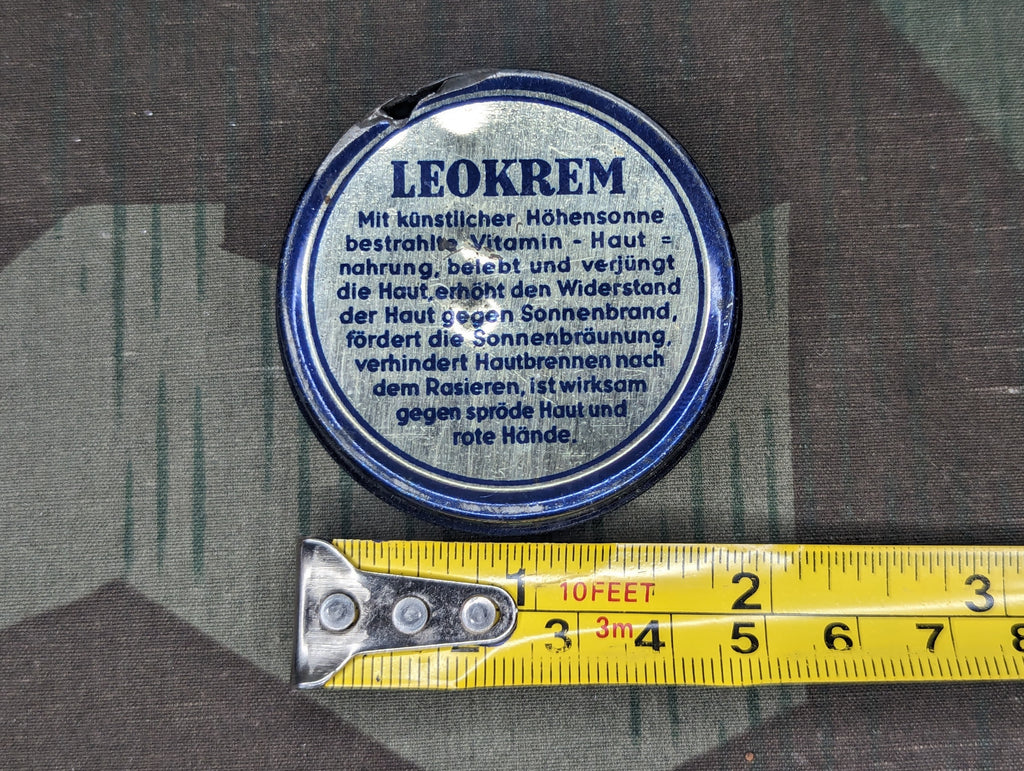 LEOKREM
Mit künstlicher Höhensonne
bestrahlte Vitamin - Haut =
nahrung, belebt und verjüngt
die Haut, erhöht den Widerstand
der Haut gegen Sonnenbrand,
fördert die Sonnenbräunung,
verhindert Hautbrennen nach
dem Rasieren, ist wirksam
gegen spröde Haut und
rote Hände.
1 10FEET 2 3
3 3m 4 5 6 7 8